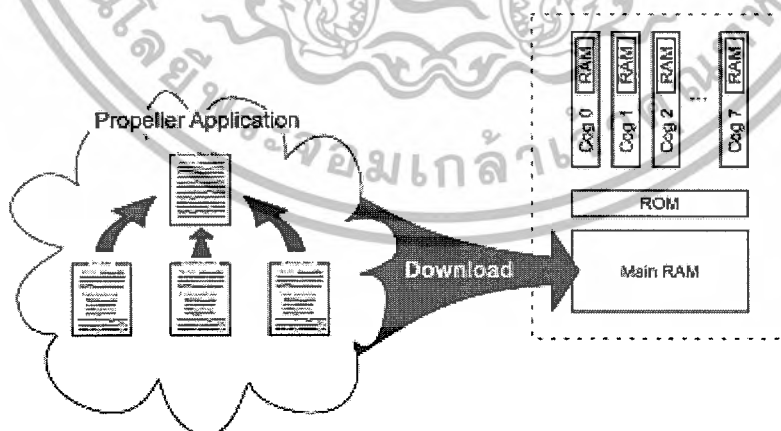 Propeller Application
Download
Cog 0 RAM
Cog 1 RAM
Cog 2 RAM
...
Cog 7 RAM
ROM
Main RAM